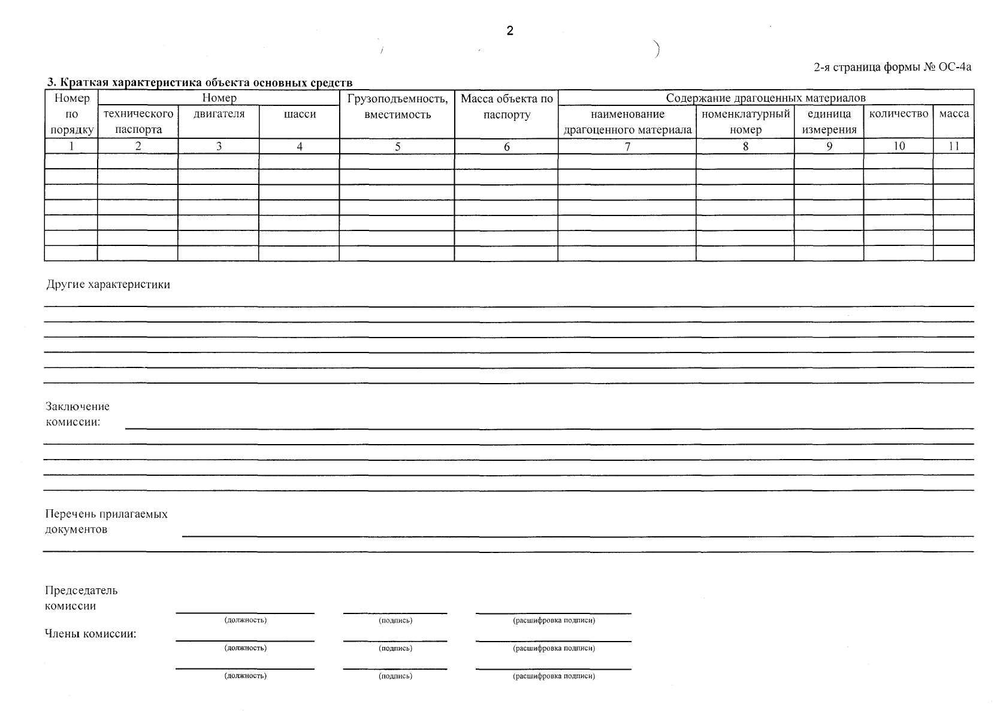 2
2-я страница формы № ОС-4а
3. Краткая характеристика объекта основных средств
Номер по порядку
Номер
Грузоподъемность, вместимость
Масса объекта по паспорту
Содержание драгоценных материалов
технического паспорта
двигателя
шасси
наименование драгоценного материала
номенклатурный номер
единица измерения
количество
масса
1 2 3 4 5 6 7 8 9 10 11
Другие характеристики
Заключение
комиссии:
Перечень прилагаемых
документов
Председатель
комиссии
(должность) (подпись) (расшифровка подписи)
Члены комиссии:
(должность) (подпись) (расшифровка подписи)
(должность) (подпись) (расшифровка подписи)